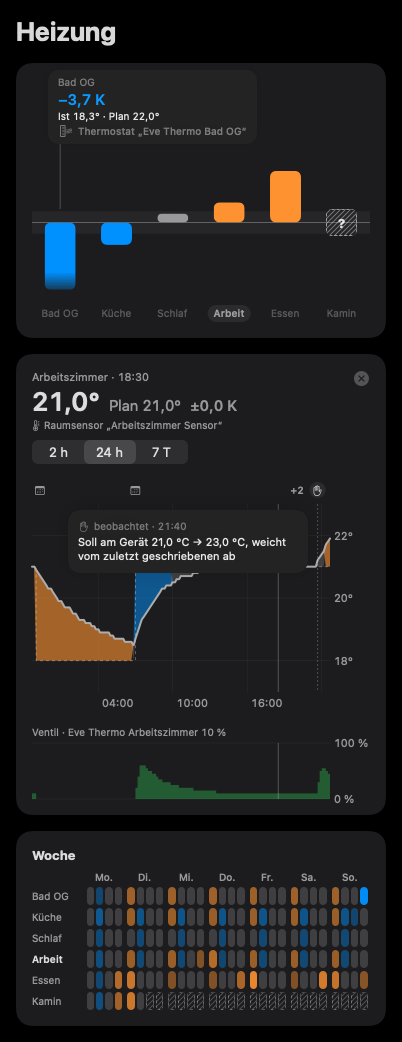 Heizung
Bad OG
−3,7 K
Ist 18,3° · Plan 22,0°
Thermostat „Eve Thermo Bad OG“
?
Bad OG Küche Schlaf Arbeit Essen Kamin
Arbeitszimmer · 18:30
21,0° Plan 21,0° ±0,0 K
Raumsensor „Arbeitszimmer Sensor“
2 h 24 h 7 T
+2
beobachtet · 21:40
Soll am Gerät 21,0 °C → 23,0 °C, weicht
vom zuletzt geschriebenen ab
22°
20°
18°
04:00 10:00 16:00
Ventil · Eve Thermo Arbeitszimmer 10 %
100 %
0 %
Woche
Mo. Di. Mi. Do. Fr. Sa. So.
Bad OG
Küche
Schlaf
Arbeit
Essen
Kamin